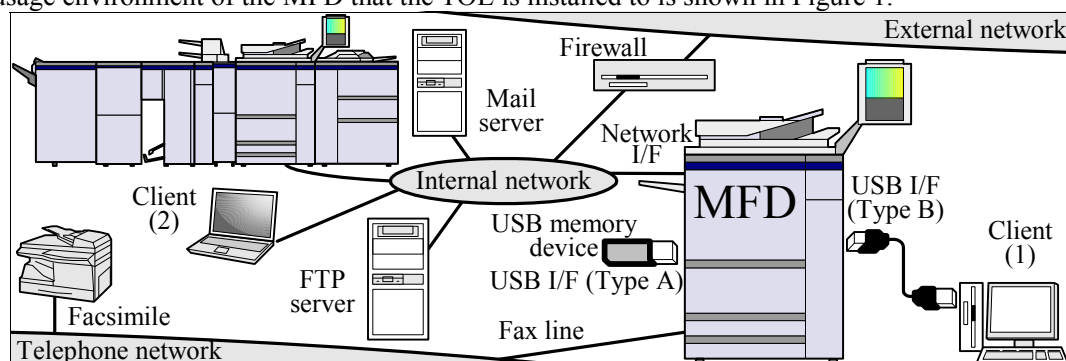 usage environment of the MFD that the TOE is installed to is shown in Figure 1.
External network
Firewall
Mail
server
Network
I/F
Internal network
MFD
USB I/F
(Type B)
Client
(2)
USB memory
device
Client
(1)
USB I/F (Type A)
FTP
server
Facsimile
Fax line
Telephone network